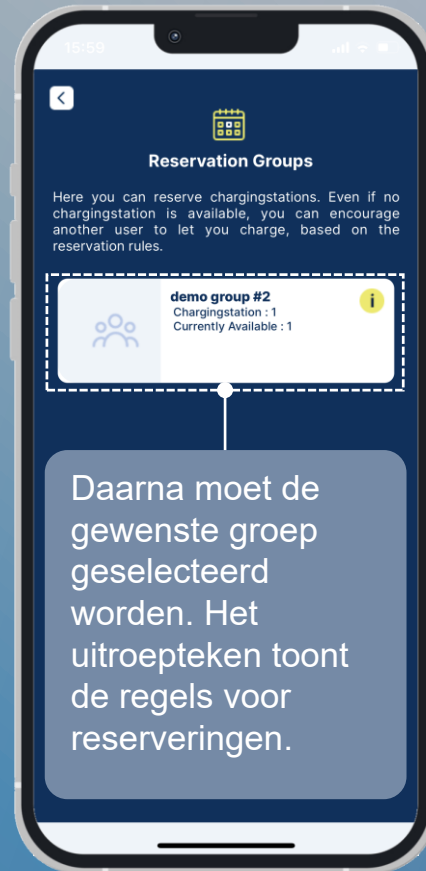 15:59
Reservation Groups
Here you can reserve chargingstations. Even if no
chargingstation is available, you can encourage
another user to let you charge, based on the
reservation rules.
demo group #2
i
Chargingstation : 1
Currently Available : 1
Daarna moet de
gewenste groep
geselecteerd
worden. Het
uitroepteken toont
de regels voor
reserveringen.